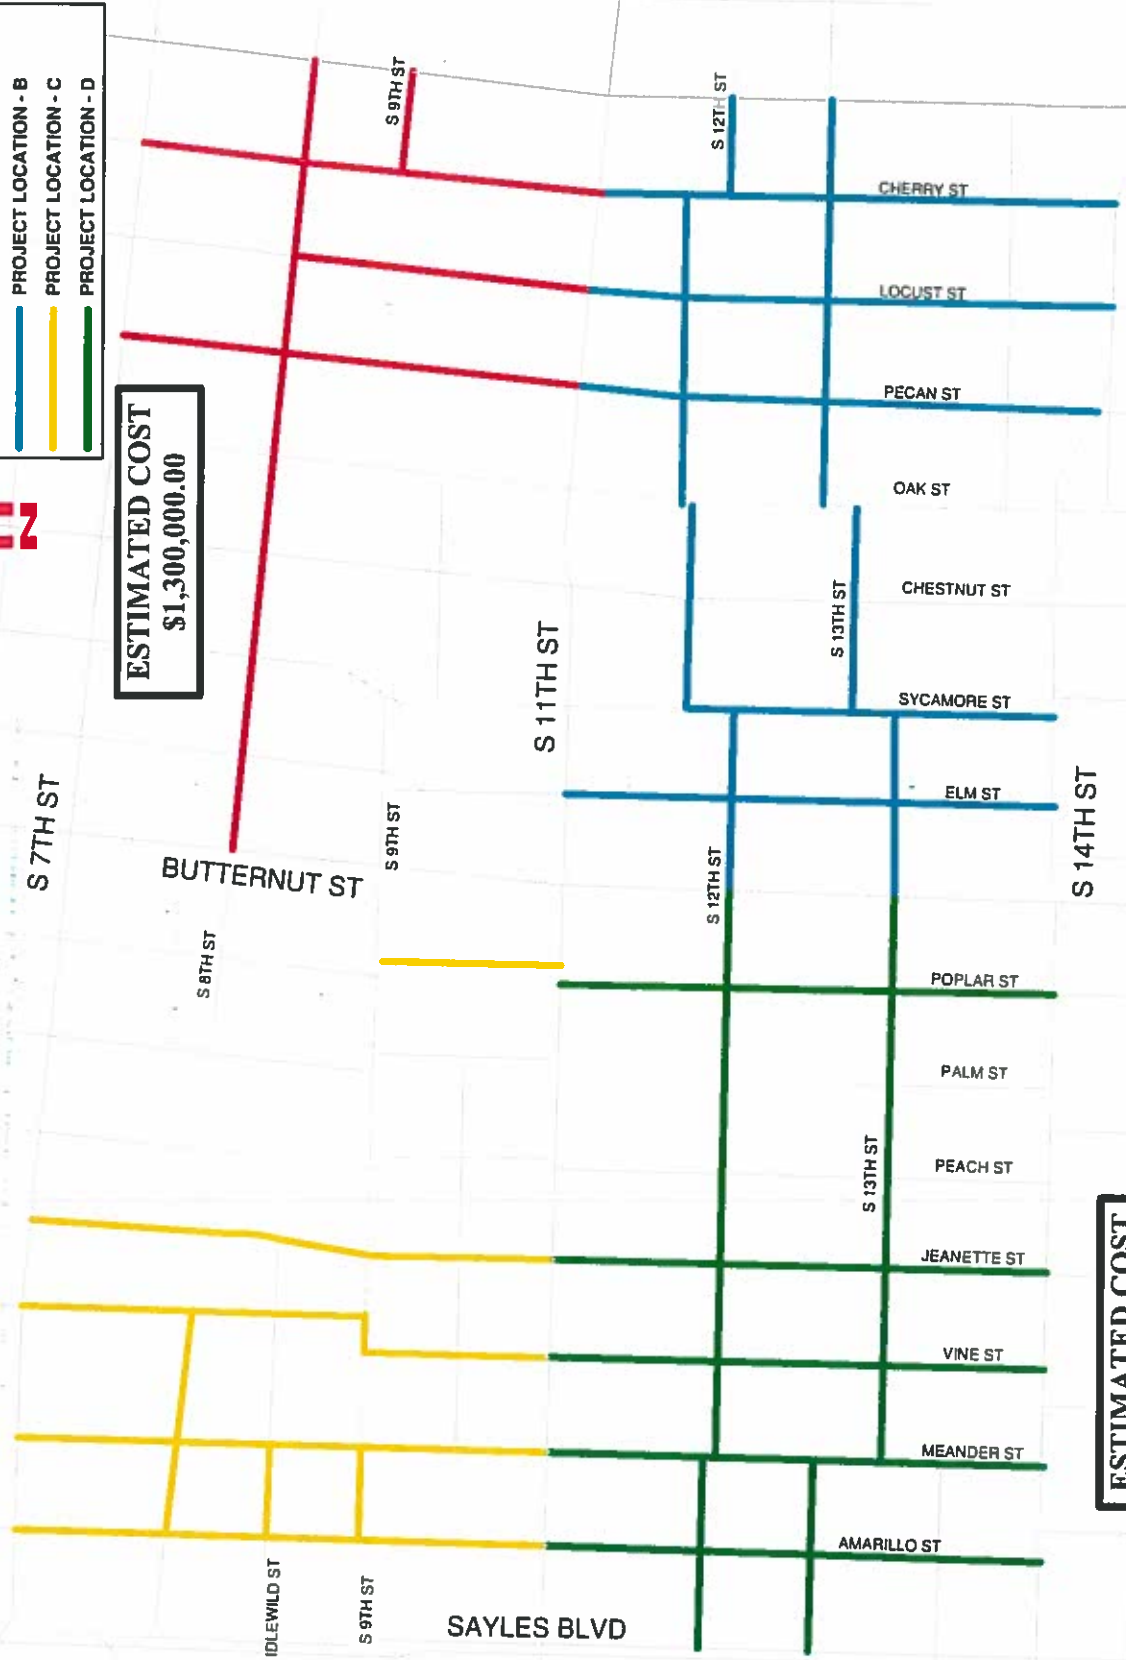 PROJECT LOCATION - B
PROJECT LOCATION - C
PROJECT LOCATION - D
ESTIMATED COST
$1,300,000.00
S 9TH ST
S 12TH ST
CHERRY ST
LOCUST ST
PECAN ST
OAK ST
CHESTNUT ST
S 13TH ST
SYCAMORE ST
S 11TH ST
ELM ST
S 14TH ST
S 7TH ST
BUTTERNUT ST
S 9TH ST
S 12TH ST
S 8TH ST
POPLAR ST
PALM ST
PEACH ST
S 13TH ST
JEANETTE ST
VINE ST
MEANDER ST
AMARILLO ST
IDLEWILD ST
S 9TH ST
SAYLES BLVD
ESTIMATED COST